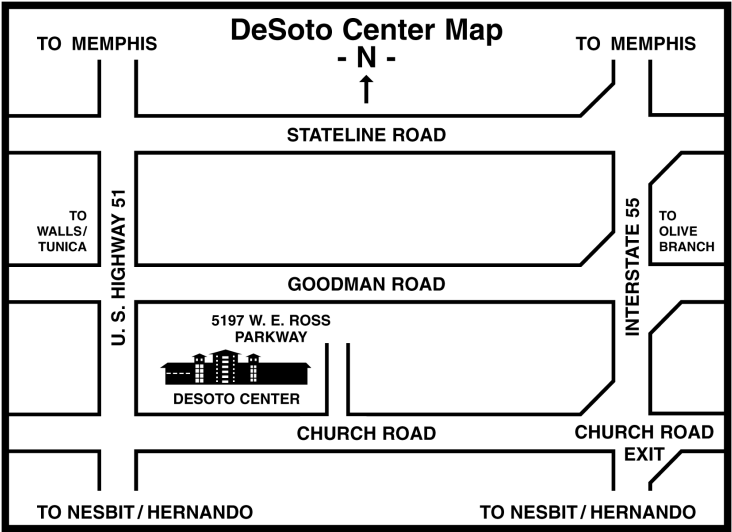 DeSoto Center Map
- N -
TO MEMPHIS
TO MEMPHIS
STATELINE ROAD
TO
WALLS/
TUNICA
U. S. HIGHWAY 51
INTERSTATE 55
TO
OLIVE
BRANCH
GOODMAN ROAD
5197 W. E. ROSS
PARKWAY
DESOTO CENTER
CHURCH ROAD
CHURCH ROAD
EXIT
TO NESBIT/HERNANDO
TO NESBIT/HERNANDO